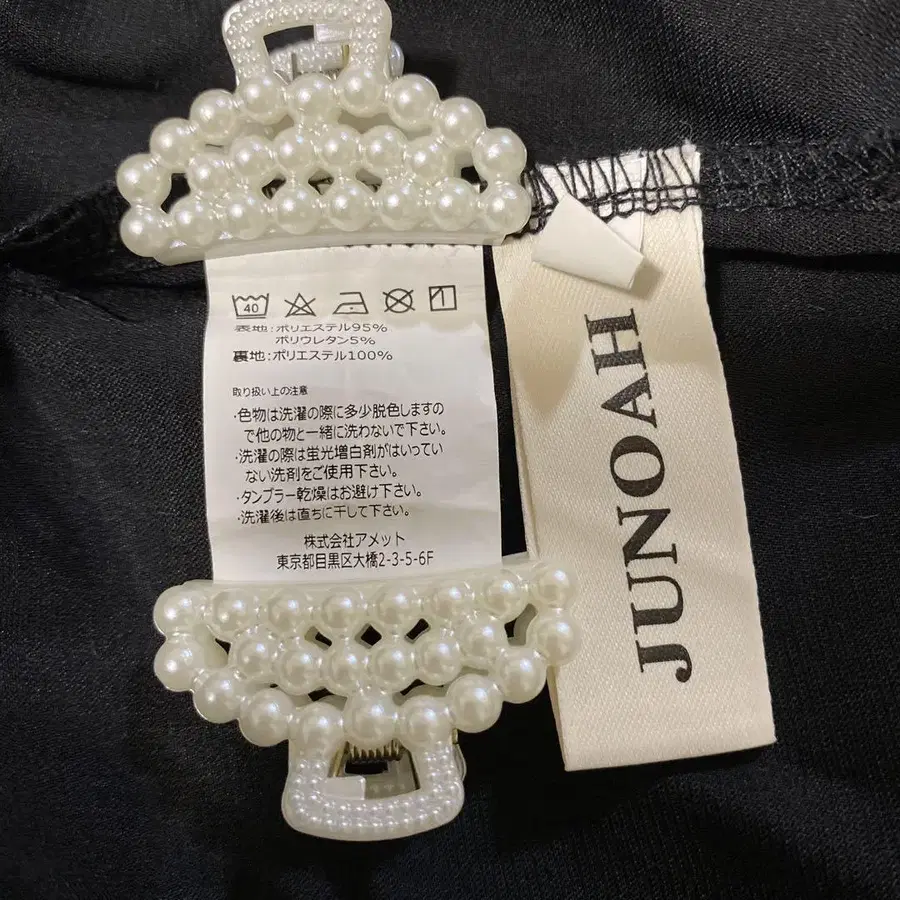 40
表地:ポリエステル95%
ポリウレタン5%
裏地:ポリエステル100%
取り扱い上の注意
・色物は洗濯の際に多少脱色しますの
で他の物と一緒に洗わないで下さい。
・洗濯の際は蛍光増白剤がはいってい
ない洗剤をご使用下さい。
・タンブラー乾燥はお避け下さい。
・洗濯後は直ちに干して下さい。
株式会社アメット
東京都目黒区大橋2-3-5-6F
JUNOAH